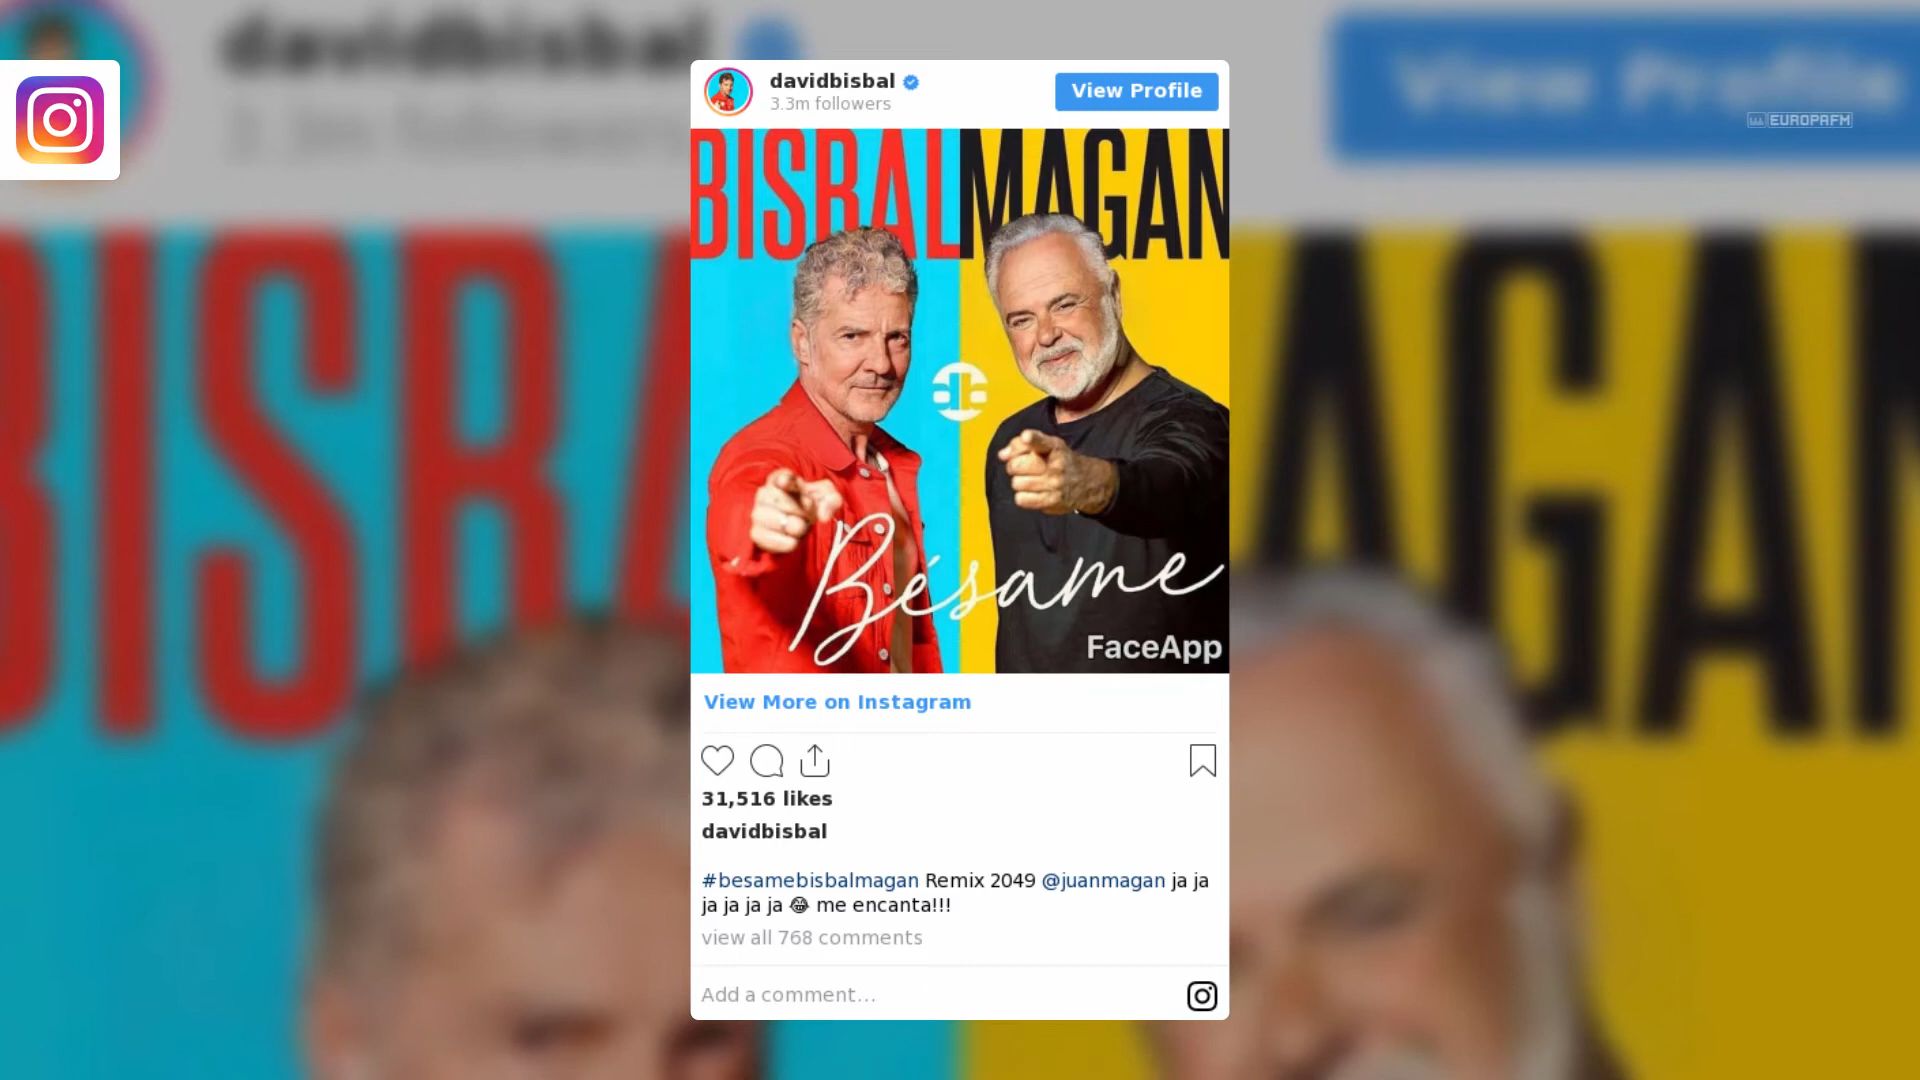 davidbisbal
3.3m followers
View Profile
EUROPAFM
BISBAL MAGAN
Bésame
FaceApp
View More on Instagram
31,516 likes
davidbisbal
#besamebisbalmagan Remix 2049 @juanmagan ja ja
ja ja ja ja 😂 me encanta!!!
view all 768 comments
Add a comment...